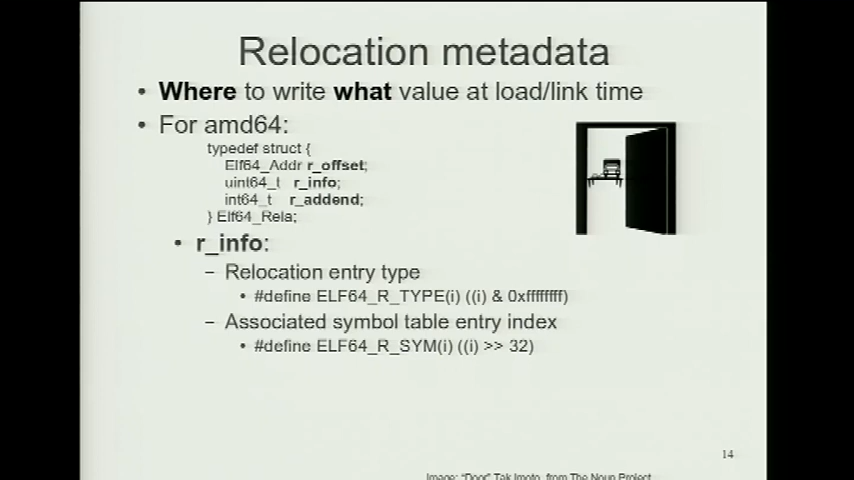 Relocation metadata
• Where to write what value at load/link time
• For amd64:
typedef struct {
Elf64_Addr r_offset;
uint64_t r_info;
int64_t r_addend;
} Elf64_Rela;
• r_info:
– Relocation entry type
• #define ELF64_R_TYPE(i) ((i) & 0xffffffff)
– Associated symbol table entry index
• #define ELF64_R_SYM(i) ((i) >> 32)
14
Image: "Door" Tak Imoto, from The Noun Project